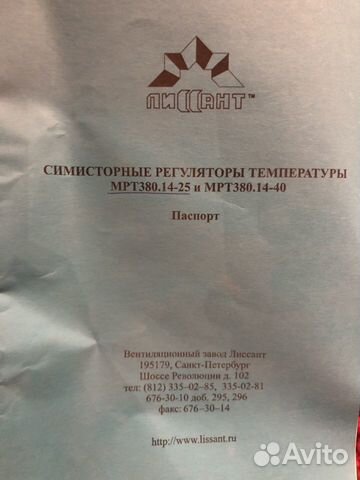 ЛИССАНТ™
СИМИСТОРНЫЕ РЕГУЛЯТОРЫ ТЕМПЕРАТУРЫ
МРТ380.14-25 и МРТ380.14-40
Паспорт
Вентиляционный завод Лиссант
195179, Санкт-Петербург
Шоссе Революции д. 102
тел: (812) 335-02-85, 335-02-81
676-30-10 доб. 295, 296
факс: 676-30-14
http://www.lissant.ru
Avito